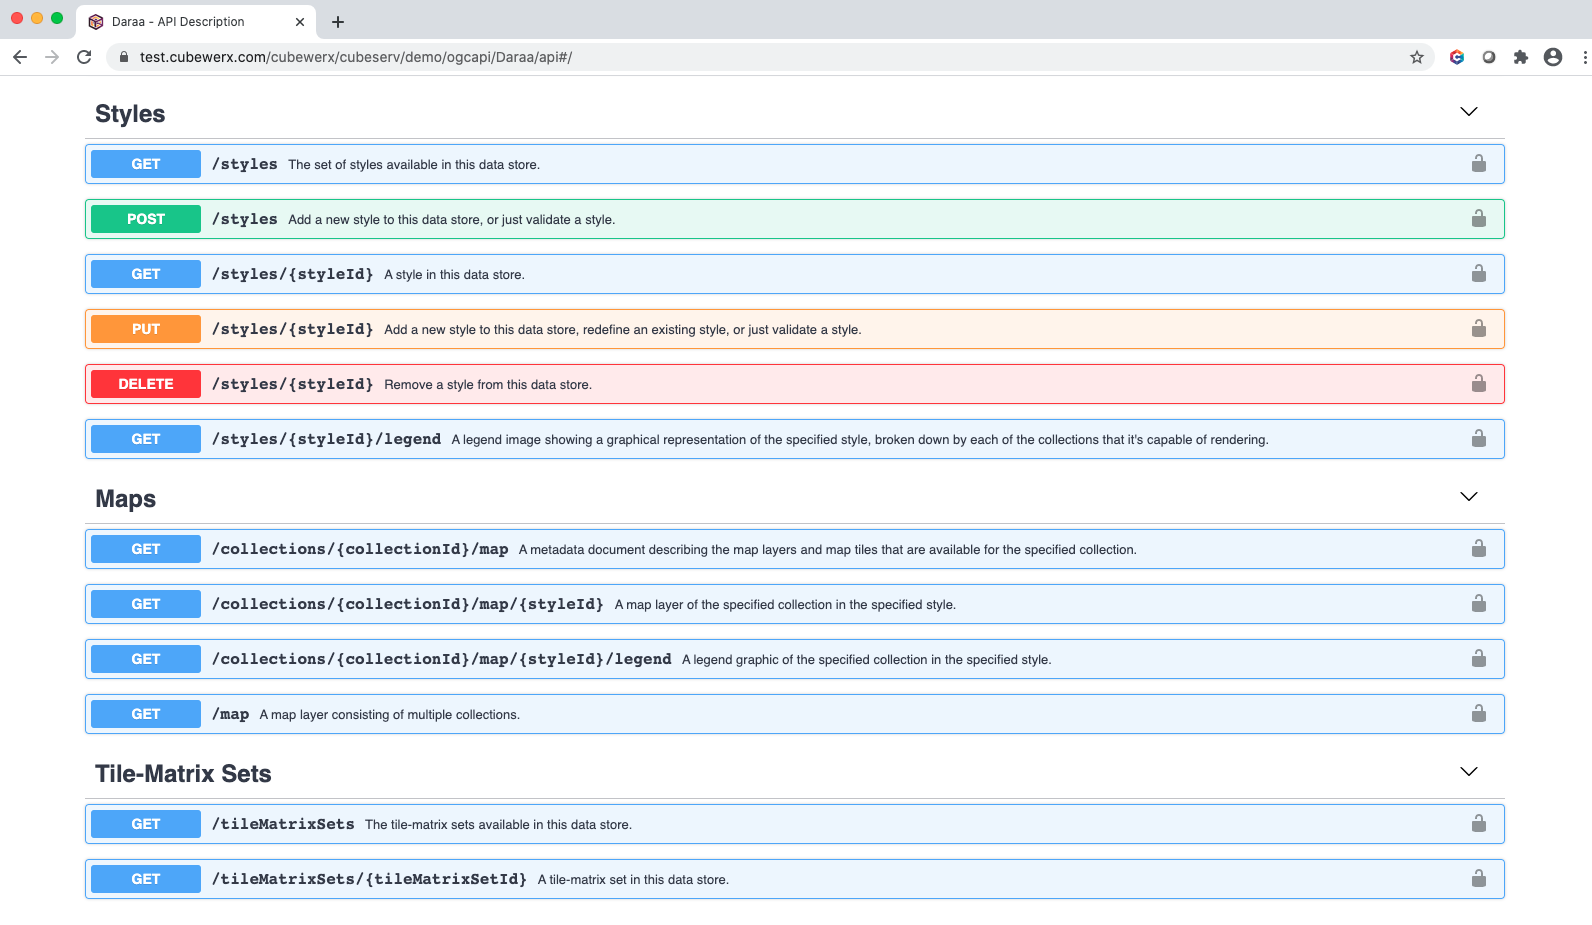 Daraa - API Description
test.cubewerx.com/cubewerx/cubeserv/demo/ogcapi/Daraa/api#/
Styles
GET /styles The set of styles available in this data store.
POST /styles Add a new style to this data store, or just validate a style.
GET /styles/{styleId} A style in this data store.
PUT /styles/{styleId} Add a new style to this data store, redefine an existing style, or just validate a style.
DELETE /styles/{styleId} Remove a style from this data store.
GET /styles/{styleId}/legend A legend image showing a graphical representation of the specified style, broken down by each of the collections that it's capable of rendering.
Maps
GET /collections/{collectionId}/map A metadata document describing the map layers and map tiles that are available for the specified collection.
GET /collections/{collectionId}/map/{styleId} A map layer of the specified collection in the specified style.
GET /collections/{collectionId}/map/{styleId}/legend A legend graphic of the specified collection in the specified style.
GET /map A map layer consisting of multiple collections.
Tile-Matrix Sets
GET /tileMatrixSets The tile-matrix sets available in this data store.
GET /tileMatrixSets/{tileMatrixSetId} A tile-matrix set in this data store.